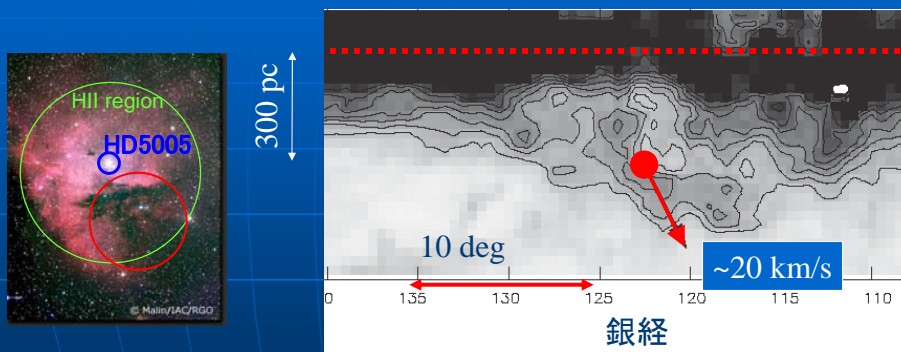 HII region
HD5005
© Malin/IAC/RGO
300 pc
10 deg
~20 km/s
0 135 130 125 120 115 110
銀経